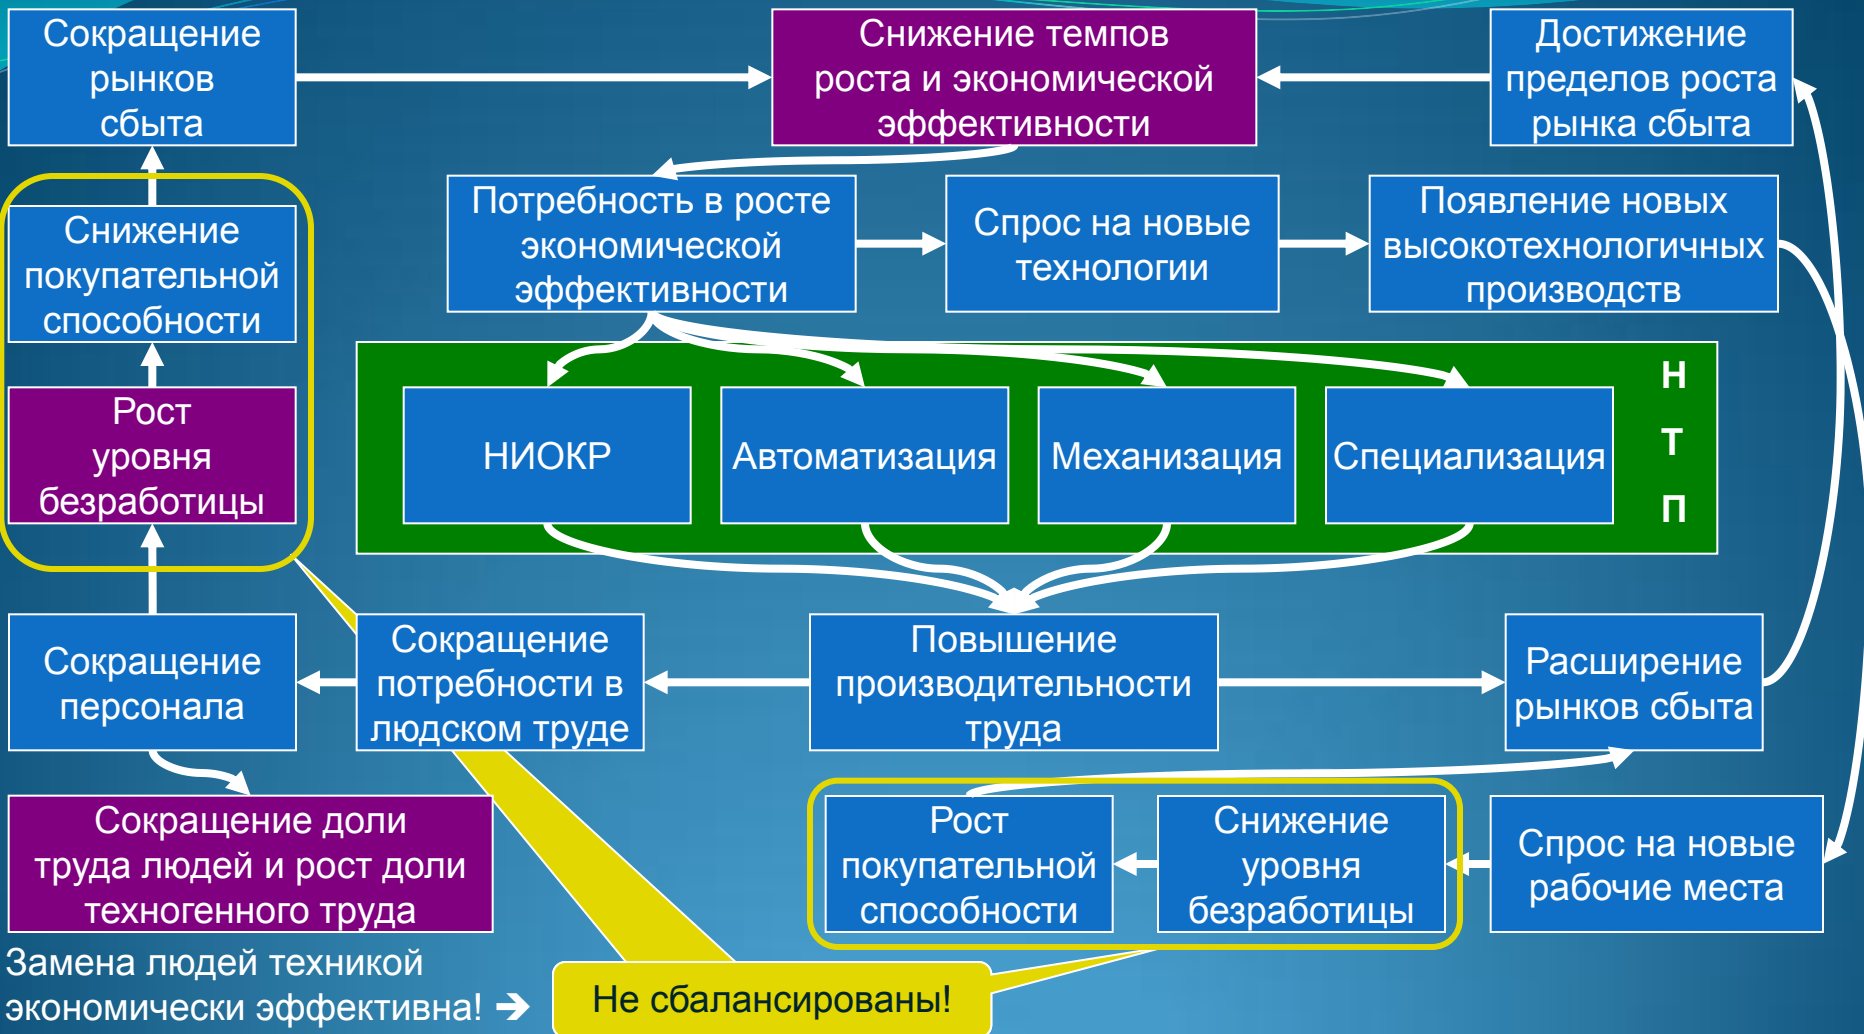 Сокращение
рынков
сбыта
Снижение темпов
роста и экономической
эффективности
Достижение
пределов роста
рынка сбыта
Снижение
покупательной
способности
Потребность в росте
экономической
эффективности
Спрос на новые
технологии
Появление новых
высокотехнологичных
производств
Рост
уровня
безработицы
НИОКР
Автоматизация
Механизация
Специализация
Н
Т
П
Сокращение
персонала
Сокращение
потребности в
людском труде
Повышение
производительности
труда
Расширение
рынков сбыта
Сокращение доли
труда людей и рост доли
техногенного труда
Рост
покупательной
способности
Снижение
уровня
безработицы
Спрос на новые
рабочие места
Замена людей техникой
экономически эффективна! ➔
Не сбалансированы!